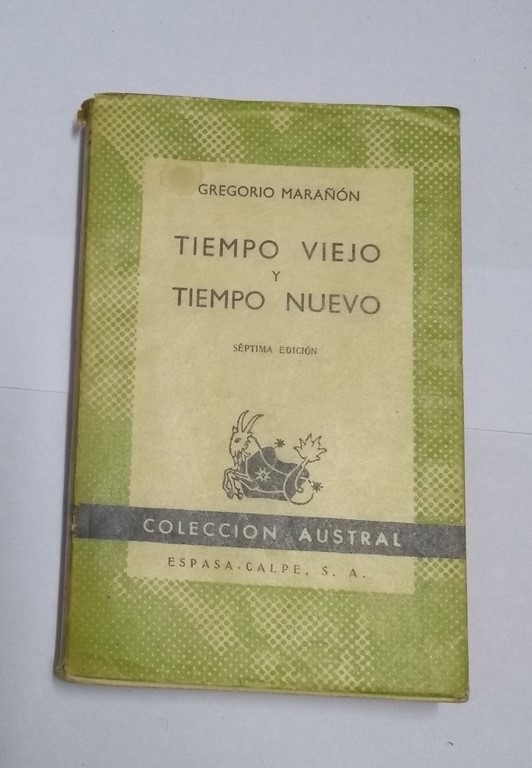 GREGORIO MARAÑÓN
TIEMPO VIEJO
Y
TIEMPO NUEVO
SÉPTIMA EDICIÓN
COLECCION AUSTRAL
ESPASA-CALPE, S. A.